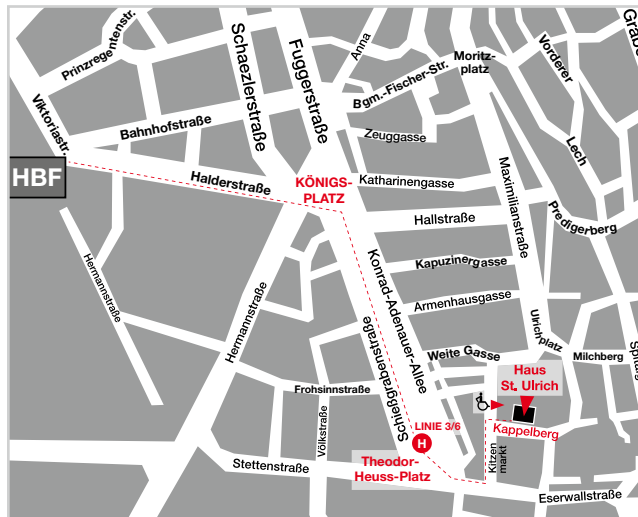 Prinzregentenstr.
Viktoriastr.
Schaezlerstraße
Fuggerstraße
Anna
Bgm.-Fischer-Str.
Moritz-
platz
Vorderer
Lech
Bahnhofstraße
Zeuggasse
HBF
Halderstraße
KÖNIGS-
PLATZ
Katharinengasse
Maximilianstraße
Predigerberg
Hallstraße
Hermannstraße
Hermannstraße
Konrad-Adenauer-Allee
Kapuzinergasse
Armenhausgasse
Schießgrabenstraße
Ulrichplatz
Weite Gasse
Milchberg
Haus
St. Ulrich
Frohsinnstraße
Völkstraße
LINIE 3/6
H
Kappelberg
Kitzen
markt
Theodor-
Heuss-Platz
Stettenstraße
Eserwallstraße